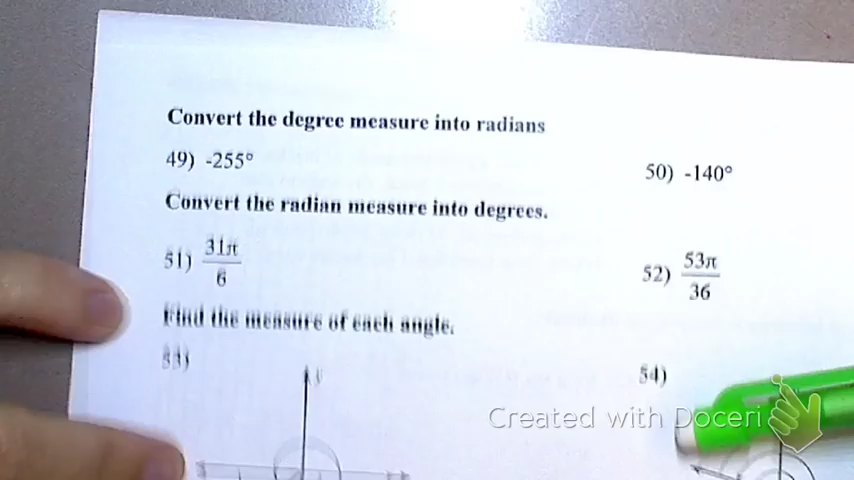 Convert the degree measure into radians
49) -255°
50) -140°
Convert the radian measure into degrees.
51) 31π
6
52) 53π
36
Find the measure of each angle.
53)
54)
y
Created with Doceri